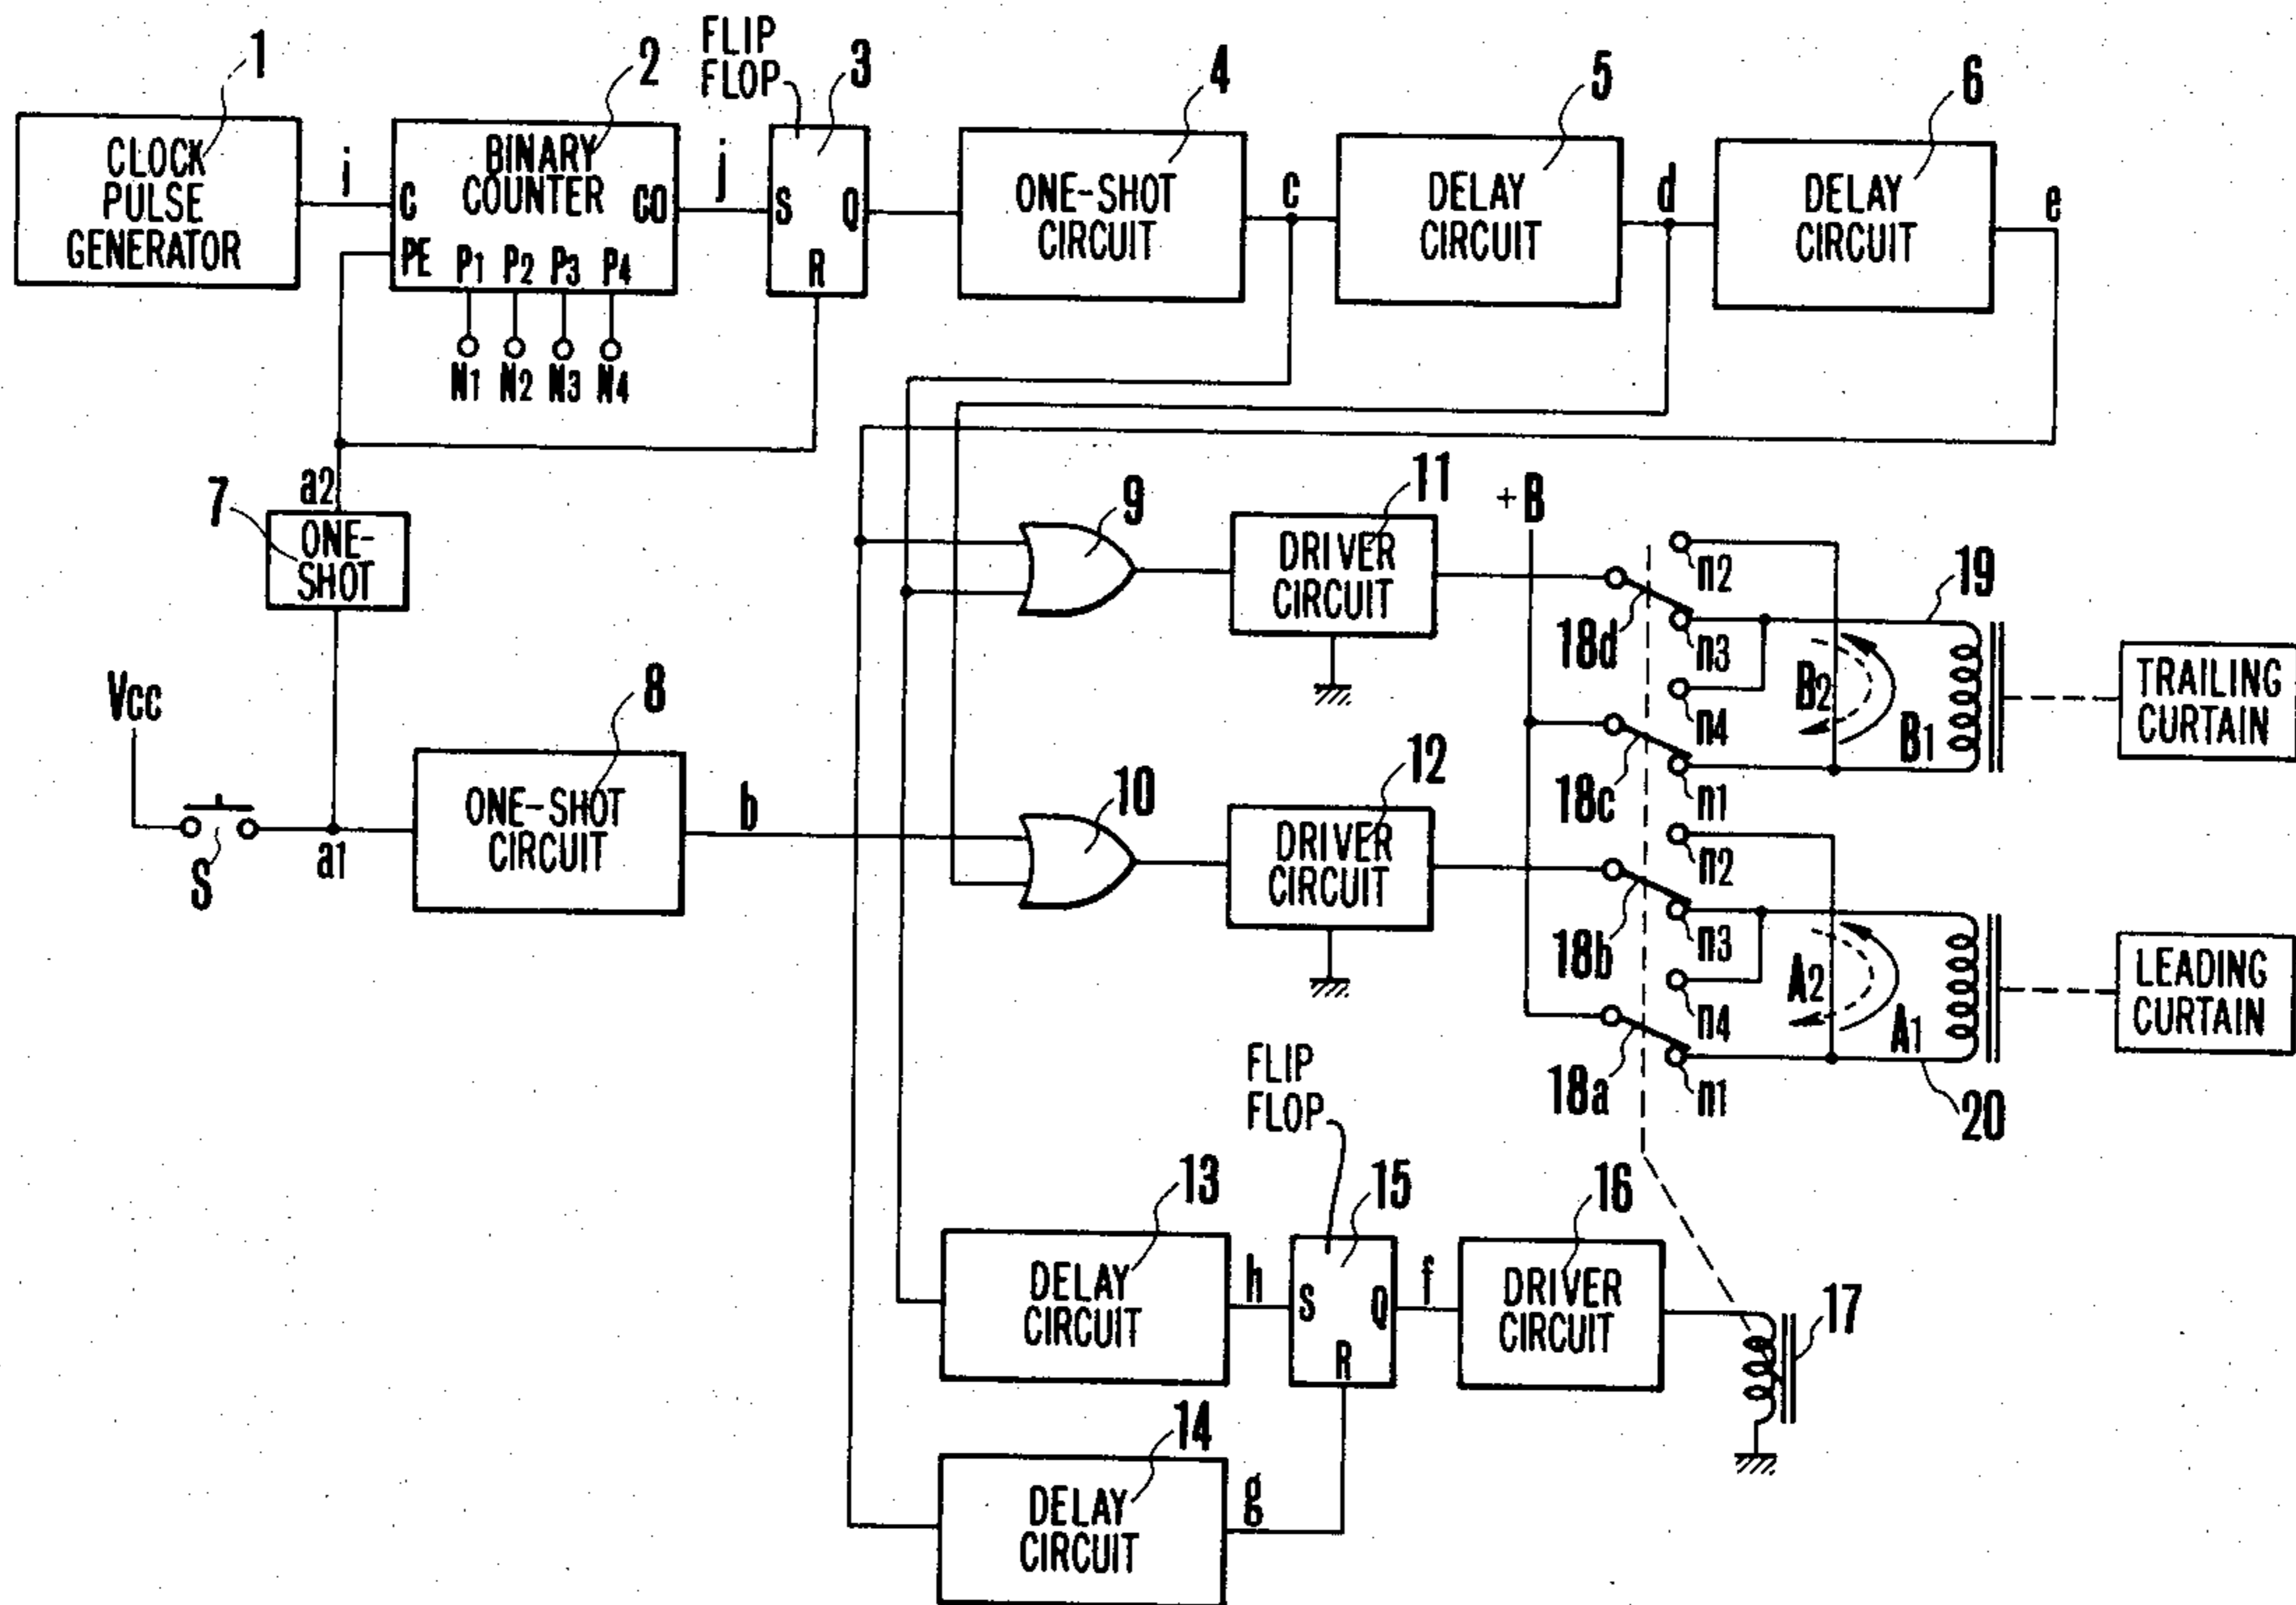 1
CLOCK
PULSE
GENERATOR
i
2
BINARY
COUNTER
C
CO
PE
P1 P2 P3 P4
N1 N2 N3 N4
j
FLIP
FLOP
3
S
Q
R
4
ONE-SHOT
CIRCUIT
c
5
DELAY
CIRCUIT
d
6
DELAY
CIRCUIT
e
a2
7
ONE-
SHOT
Vcc
S
a1
8
ONE-SHOT
CIRCUIT
b
9
10
11
DRIVER
CIRCUIT
12
DRIVER
CIRCUIT
+B
18d
n2
n3
18c
n4
n1
18b
n2
n3
18a
n4
n1
B2
B1
19
TRAILING
CURTAIN
A2
A1
20
LEADING
CURTAIN
13
DELAY
CIRCUIT
h
14
DELAY
CIRCUIT
g
FLIP
FLOP
15
S
Q
R
f
16
DRIVER
CIRCUIT
17